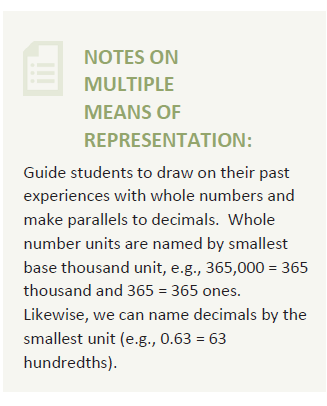 NOTES ON
MULTIPLE
MEANS OF
REPRESENTATION:
Guide students to draw on their past
experiences with whole numbers and
make parallels to decimals.  Whole
number units are named by smallest
base thousand unit, e.g., 365,000 = 365
thousand and 365 = 365 ones.
Likewise, we can name decimals by the
smallest unit (e.g., 0.63 = 63
hundredths).